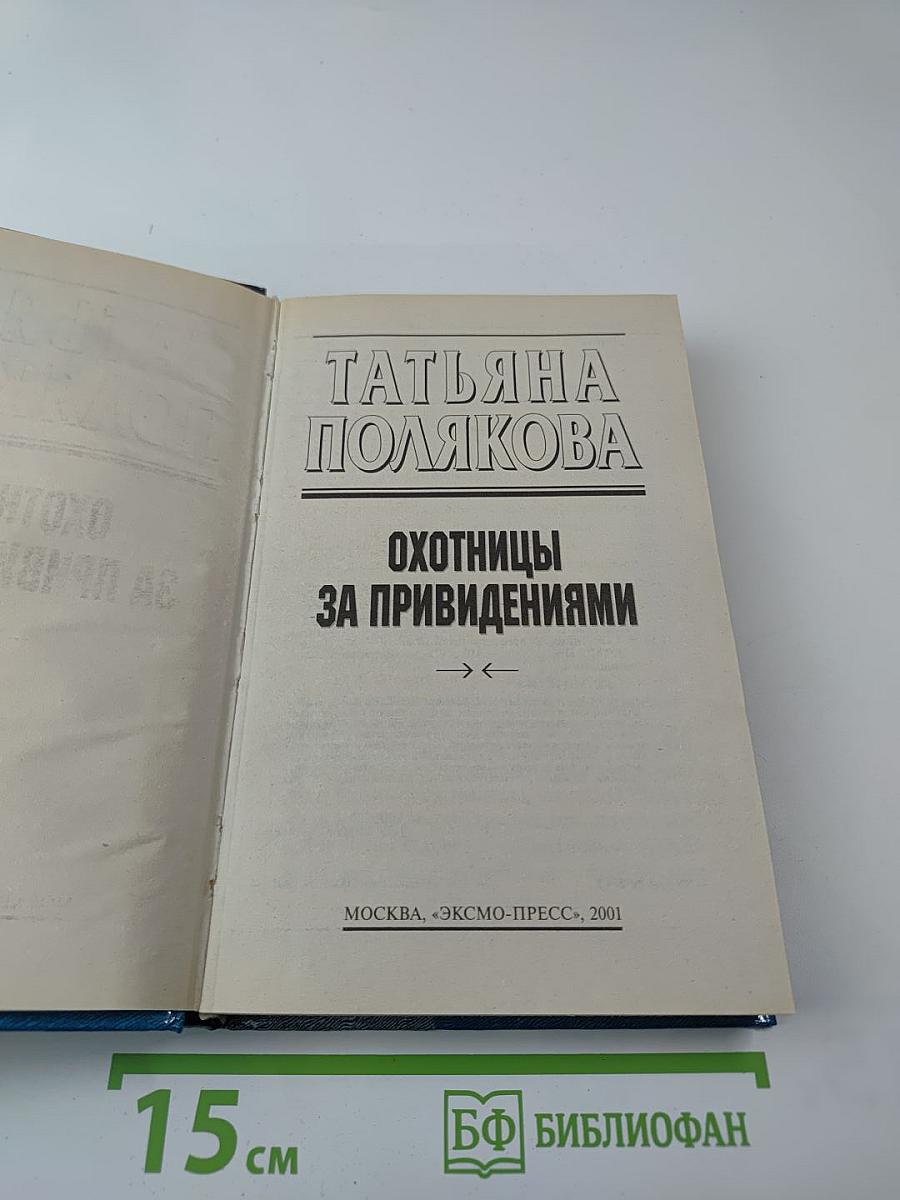 ТАТЬЯНА
ПОЛЯКОВА
ОХОТНИЦЫ
ЗА ПРИВИДЕНИЯМИ
МОСКВА, «ЭКСМО-ПРЕСС», 2001
15 см
БФ БИБЛИОФАН